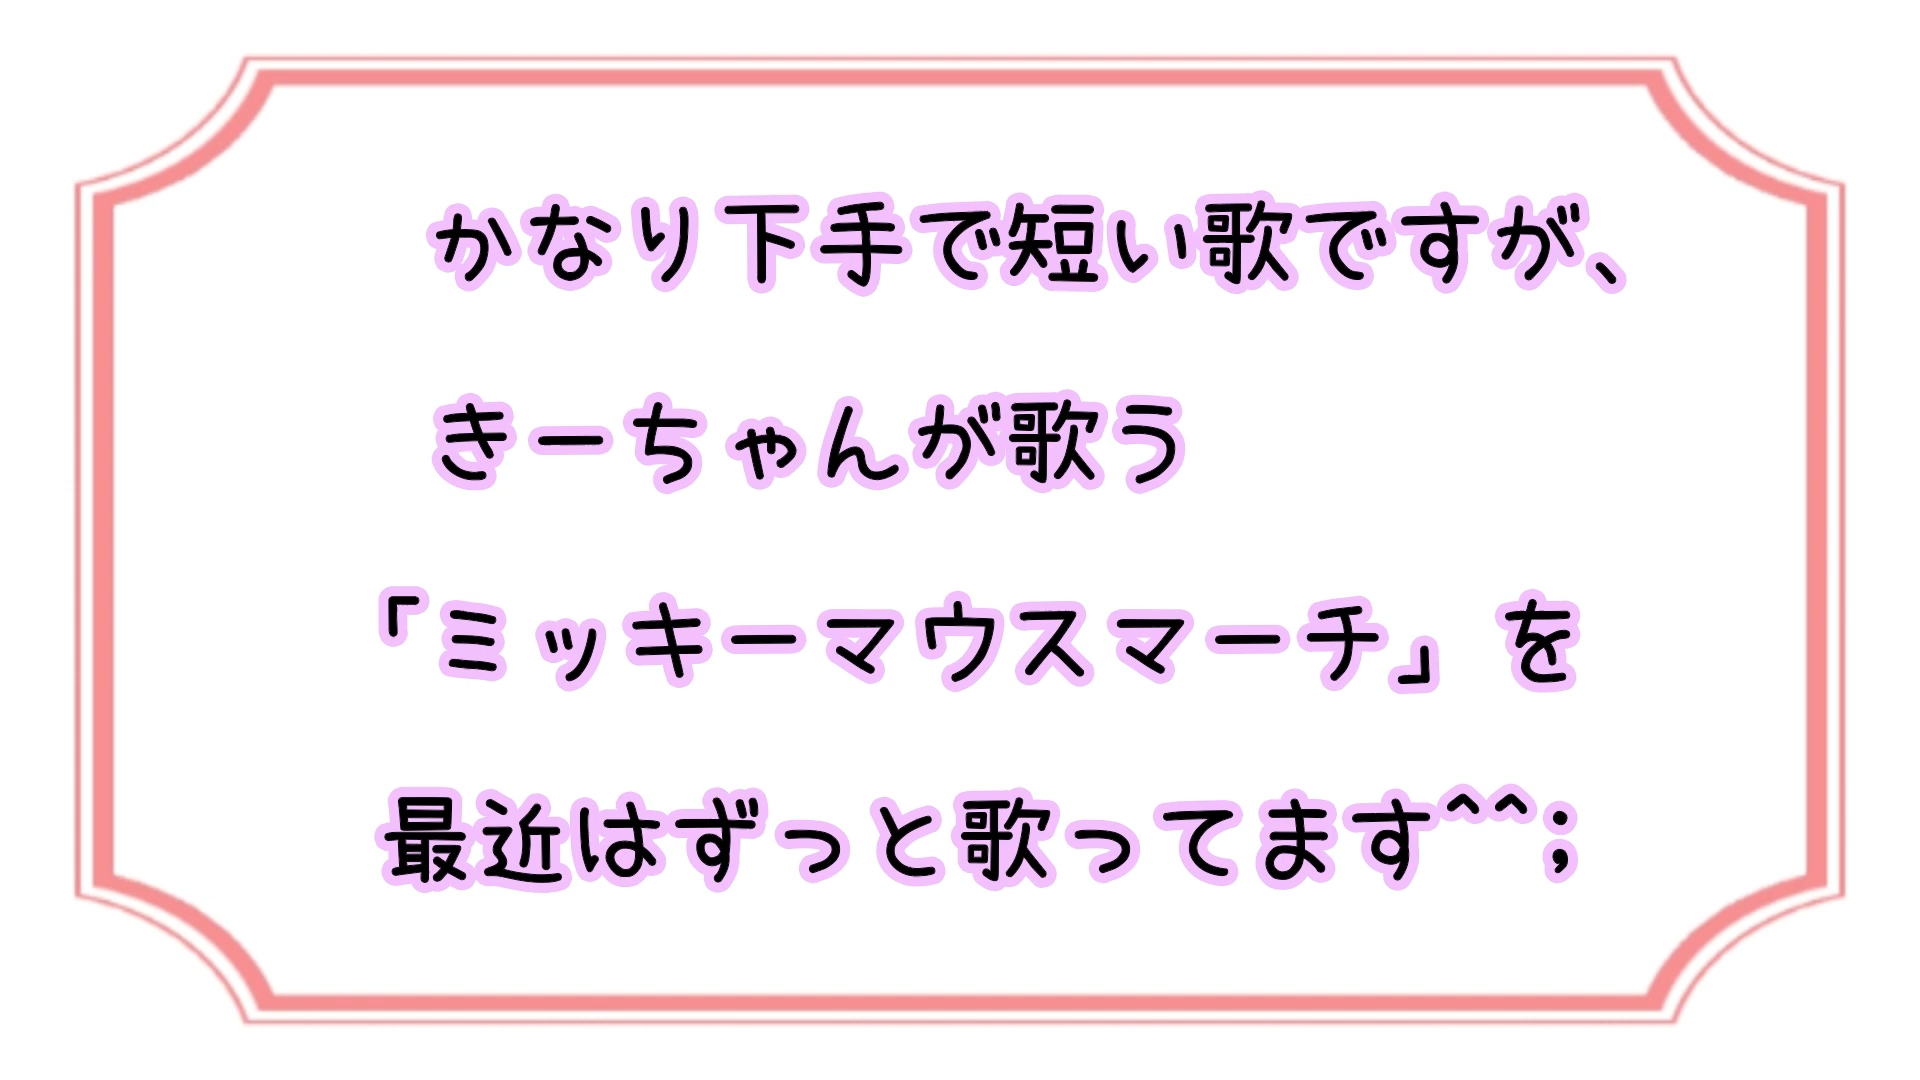 かなり下手で短い歌ですが、
きーちゃんが歌う
「ミッキーマウスマーチ」を
最近はずっと歌ってます^^;